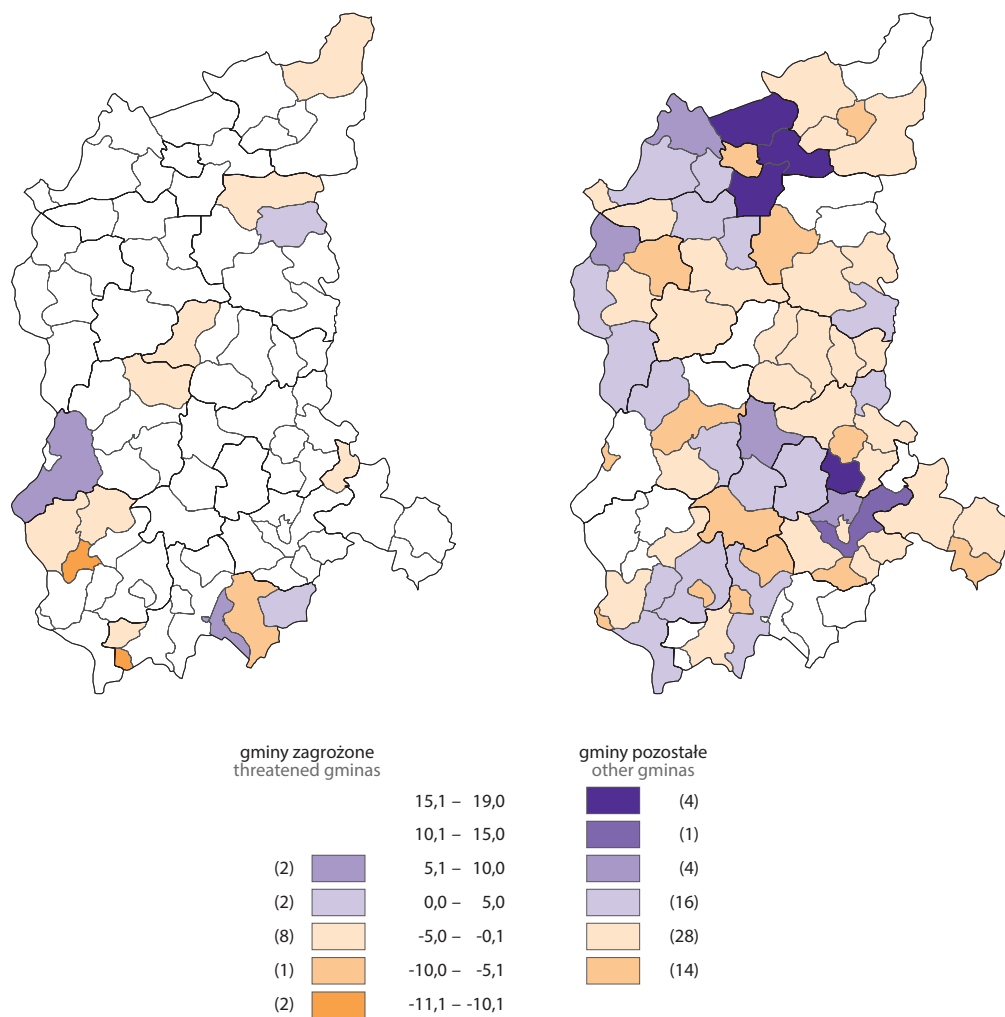 gminy zagrożone gminy pozostałe
threatened gminas other gminas
15,1 – 19,0 (4)
10,1 – 15,0 (1)
(2) 5,1 – 10,0 (4)
(2) 0,0 – 5,0 (16)
(8) -5,0 – -0,1 (28)
(1) -10,0 – -5,1 (14)
(2) -11,1 – -10,1